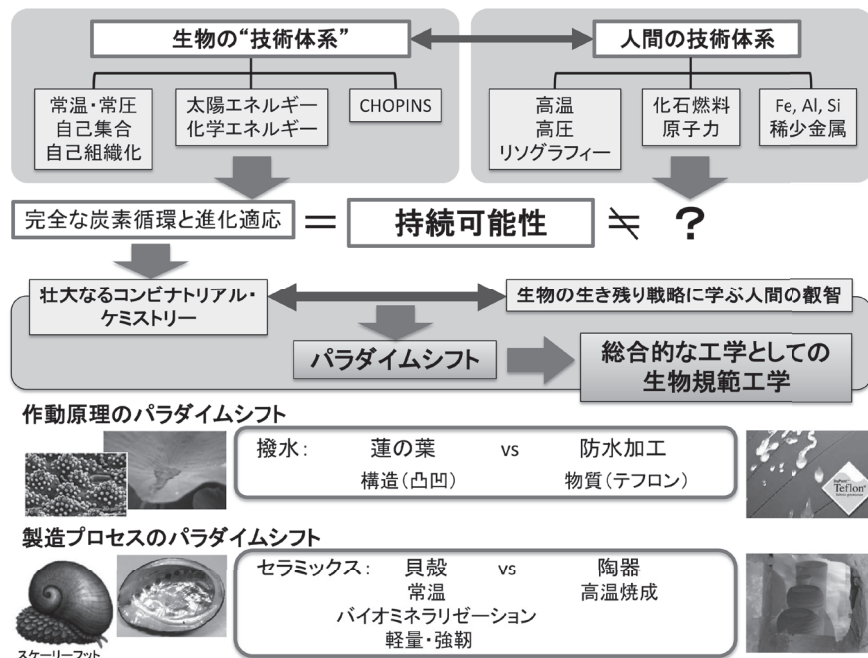 生物の“技術体系”
人間の技術体系
常温・常圧
自己集合
自己組織化
太陽エネルギー
化学エネルギー
CHOPINS
高温
高圧
リソグラフィー
化石燃料
原子力
Fe, Al, Si
稀少金属
完全な炭素循環と進化適応 = 持続可能性 ≠ ?
壮大なるコンビナトリアル・
ケミストリー
生物の生き残り戦略に学ぶ人間の叡智
パラダイムシフト
総合的な工学としての
生物規範工学
作動原理のパラダイムシフト
撥水: 蓮の葉 vs 防水加工
構造(凸凹) 物質(テフロン)
Teflon
製造プロセスのパラダイムシフト
セラミックス: 貝殻 vs 陶器
常温 高温焼成
バイオミネラリゼーション
軽量・強靭
スケーリーフット